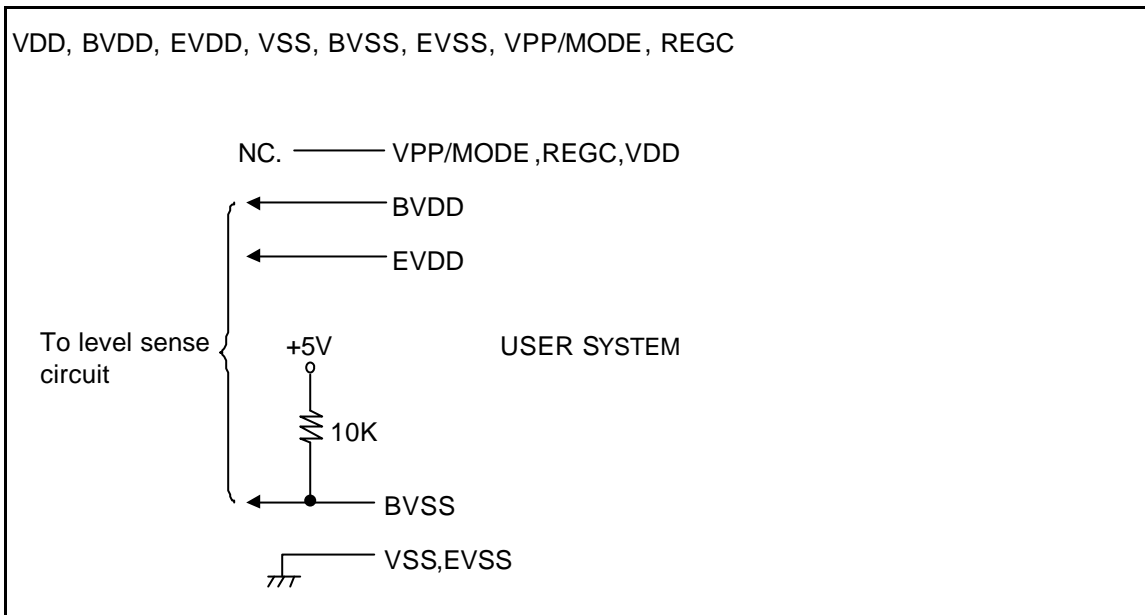 VDD, BVDD, EVDD, VSS, BVSS, EVSS, VPP/MODE, REGC
NC. VPP/MODE ,REGC,VDD
BVDD
EVDD
To level sense
circuit
+5V
USER SYSTEM
10K
BVSS
VSS,EVSS